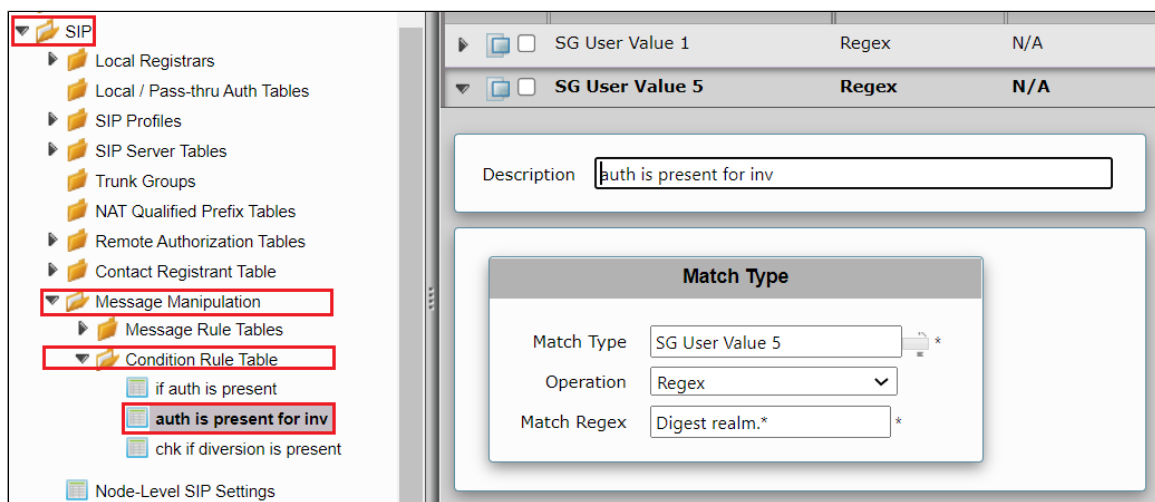 SIP
Local Registrars
Local / Pass-thru Auth Tables
SIP Profiles
SIP Server Tables
Trunk Groups
NAT Qualified Prefix Tables
Remote Authorization Tables
Contact Registrant Table
Message Manipulation
Message Rule Tables
Condition Rule Table
if auth is present
auth is present for inv
chk if diversion is present
Node-Level SIP Settings
SG User Value 1 Regex N/A
SG User Value 5 Regex N/A
Description auth is present for inv
Match Type
Match Type SG User Value 5 *
Operation Regex
Match Regex Digest realm.* *